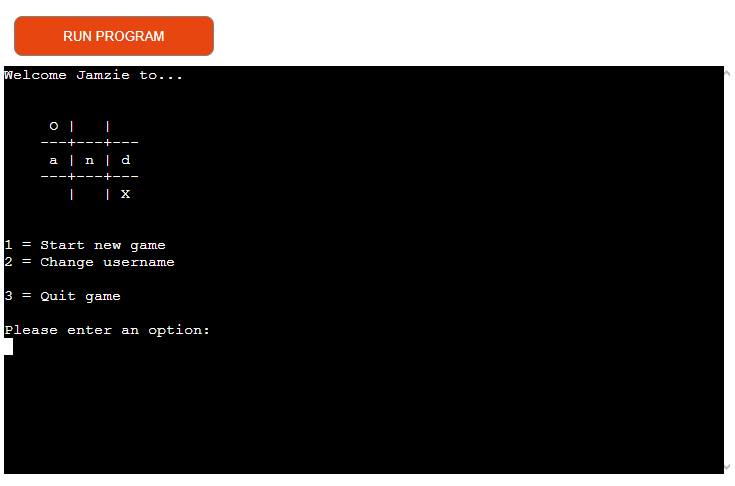 RUN PROGRAM
Welcome Jamzie to...
O |   |
---+---+---
a | n | d
---+---+---
|   | X
1 = Start new game
2 = Change username
3 = Quit game
Please enter an option: